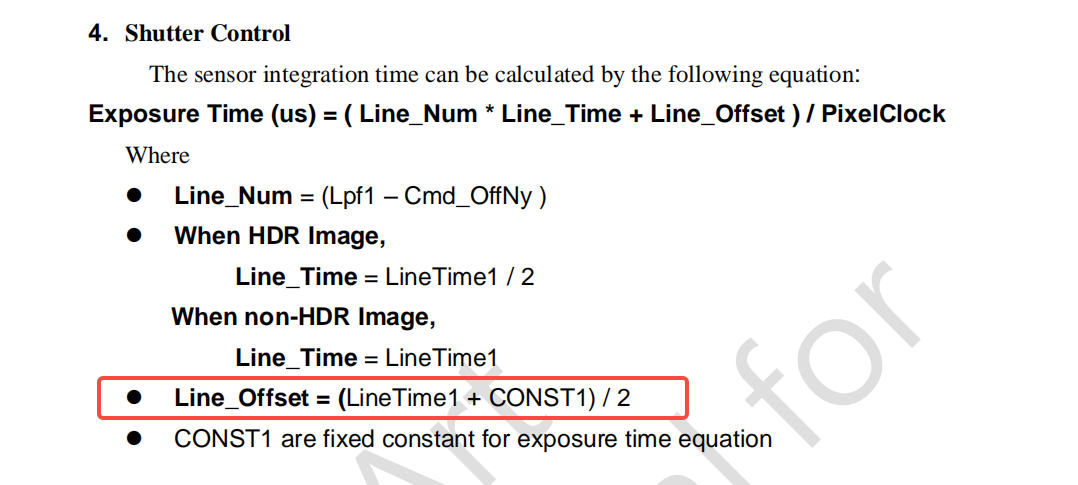 4. Shutter Control
The sensor integration time can be calculated by the following equation:
Exposure Time (us) = ( Line_Num * Line_Time + Line_Offset ) / PixelClock
Where
● Line_Num = (Lpf1 – Cmd_OffNy )
● When HDR Image,
Line_Time = LineTime1 / 2
When non-HDR Image,
Line_Time = LineTime1
● Line_Offset = (LineTime1 + CONST1) / 2
● CONST1 are fixed constant for exposure time equation
for